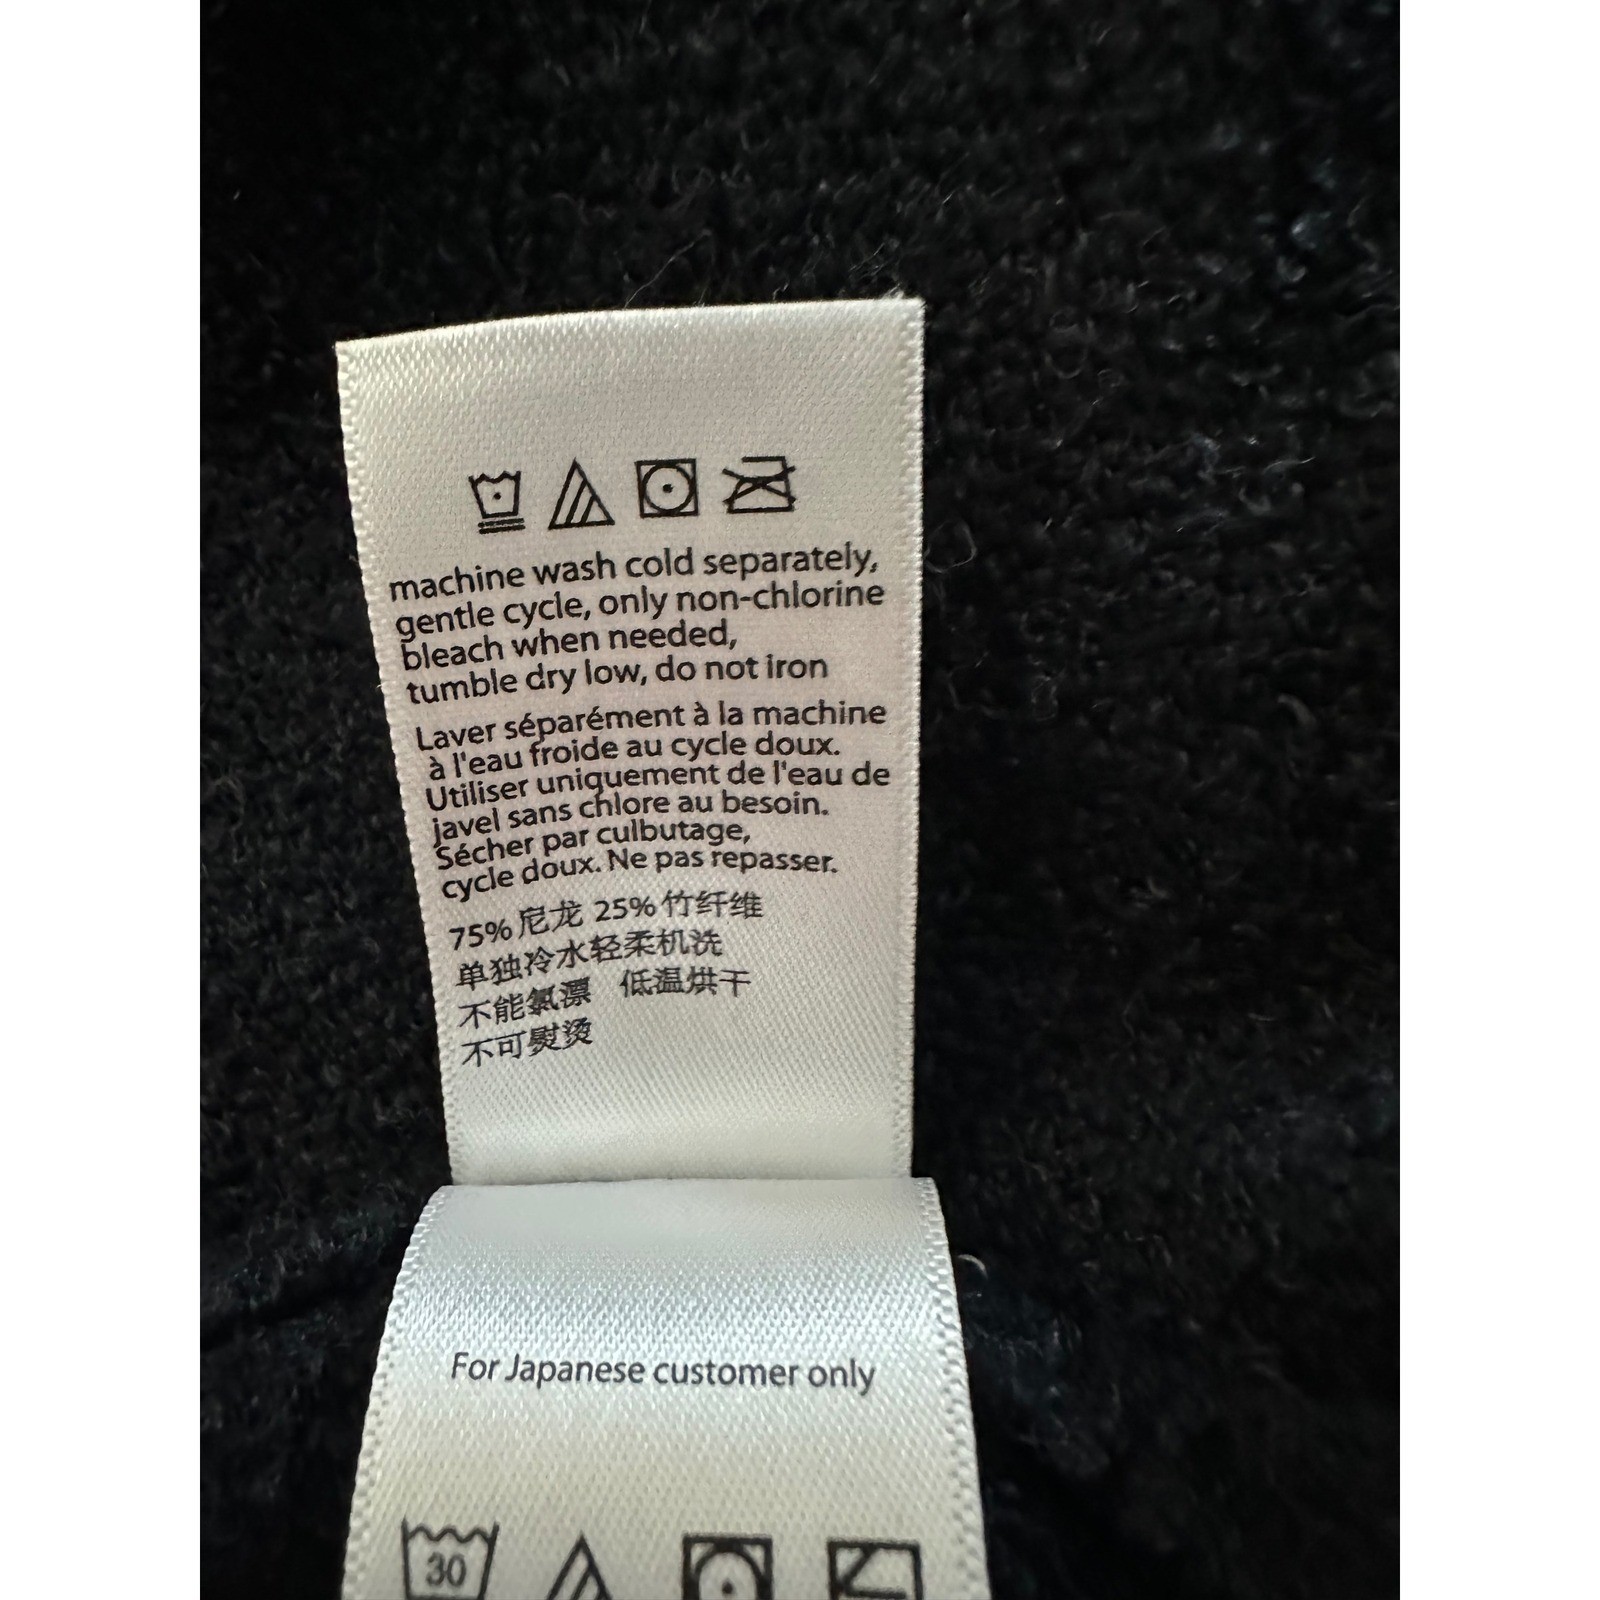 machine wash cold separately,
gentle cycle, only non-chlorine
bleach when needed,
tumble dry low, do not iron
Laver séparément à la machine
à l'eau froide au cycle doux.
Utiliser uniquement de l'eau de
javel sans chlore au besoin.
Sécher par culbutage,
cycle doux. Ne pas repasser.
75% 尼龙 25% 竹纤维
单独冷水轻柔机洗
不能氯漂 低温烘干
不可熨烫
For Japanese customer only
30